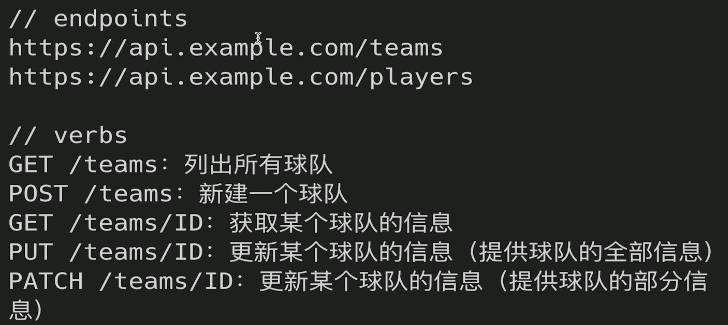 // endpoints
https://api.example.com/teams
https://api.example.com/players
// verbs
GET /teams：列出所有球队
POST /teams：新建一个球队
GET /teams/ID：获取某个球队的信息
PUT /teams/ID：更新某个球队的信息（提供球队的全部信息）
PATCH /teams/ID：更新某个球队的信息（提供球队的部分信
息）